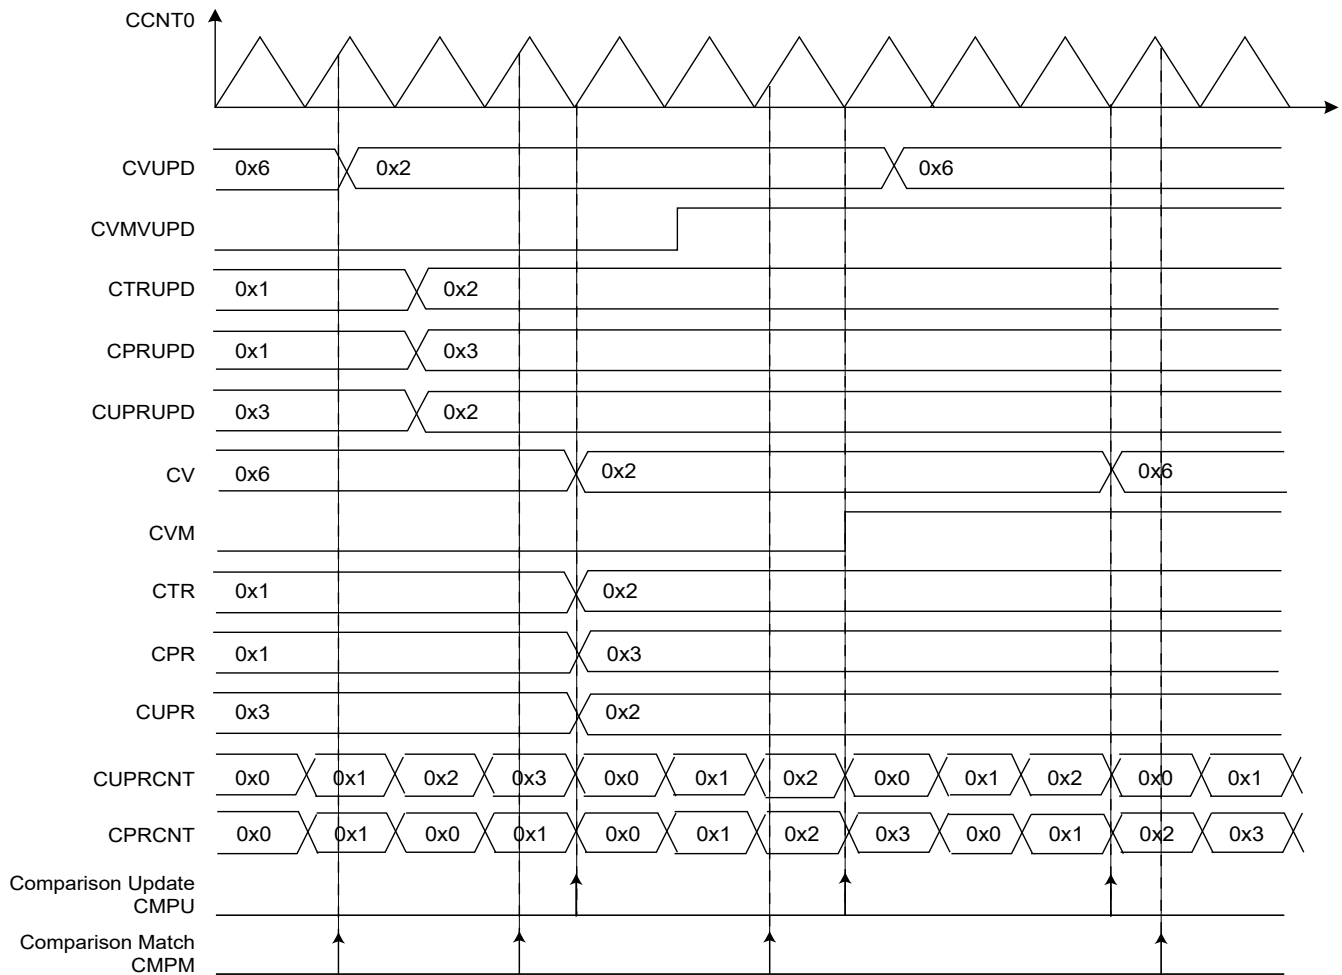 CCNT0
CVUPD 0x6 0x2 0x6
CVMVUPD
CTRUPD 0x1 0x2
CPRUPD 0x1 0x3
CUPRUPD 0x3 0x2
CV 0x6 0x2 0x6
CVM
CTR 0x1 0x2
CPR 0x1 0x3
CUPR 0x3 0x2
CUPRCNT 0x0 0x1 0x2 0x3 0x0 0x1 0x2 0x0 0x1 0x2 0x0 0x1
CPRCNT 0x0 0x1 0x0 0x1 0x0 0x1 0x2 0x3 0x0 0x1 0x2 0x3
Comparison Update
CMPU
Comparison Match
CMPM